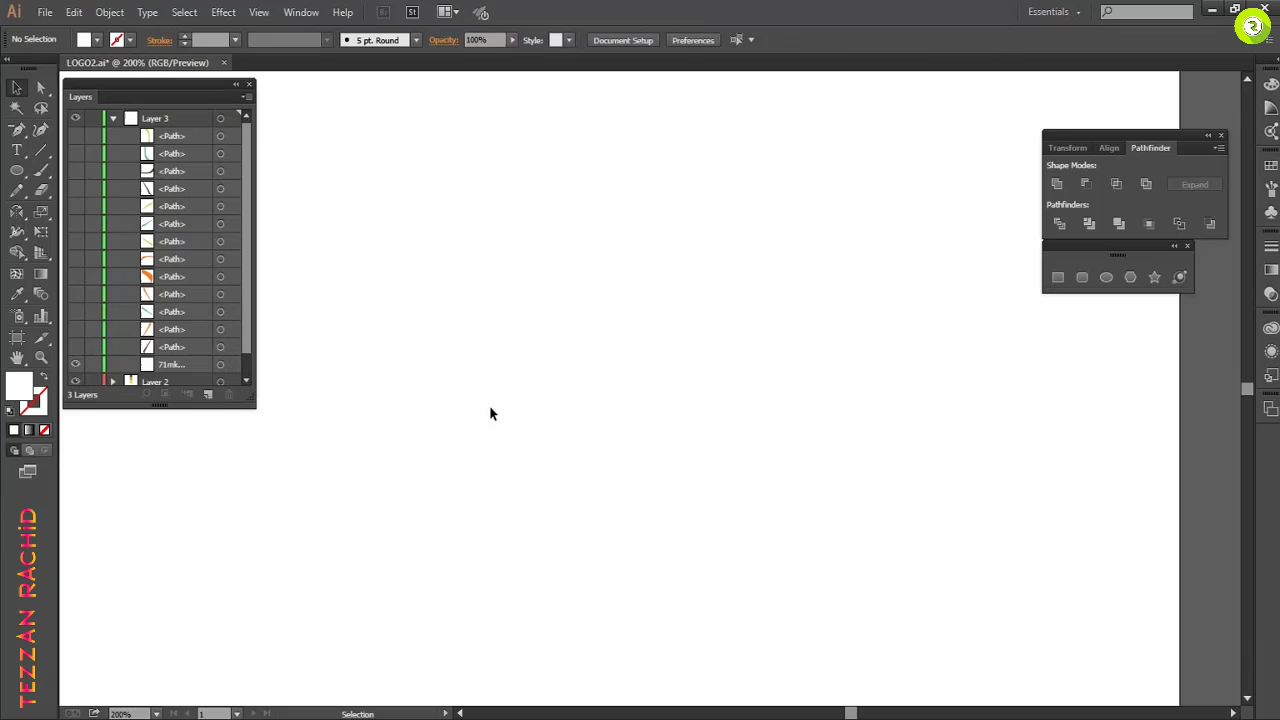 Ai File Edit Object Type Select Effect View Window Help Br St Essentials
No Selection Stroke: 5 pt. Round Opacity: 100% Style: Document Setup Preferences
LOGO2.ai* @ 200% (RGB/Preview) ×
Layers
Layer 3
<Path>
<Path>
<Path>
<Path>
<Path>
<Path>
<Path>
<Path>
<Path>
<Path>
<Path>
<Path>
<Path>
71mk...
Layer 2
3 Layers
Transform Align Pathfinder
Shape Modes:
Expand
Pathfinders:
TEZZAN RACHiD
200% 1 Selection